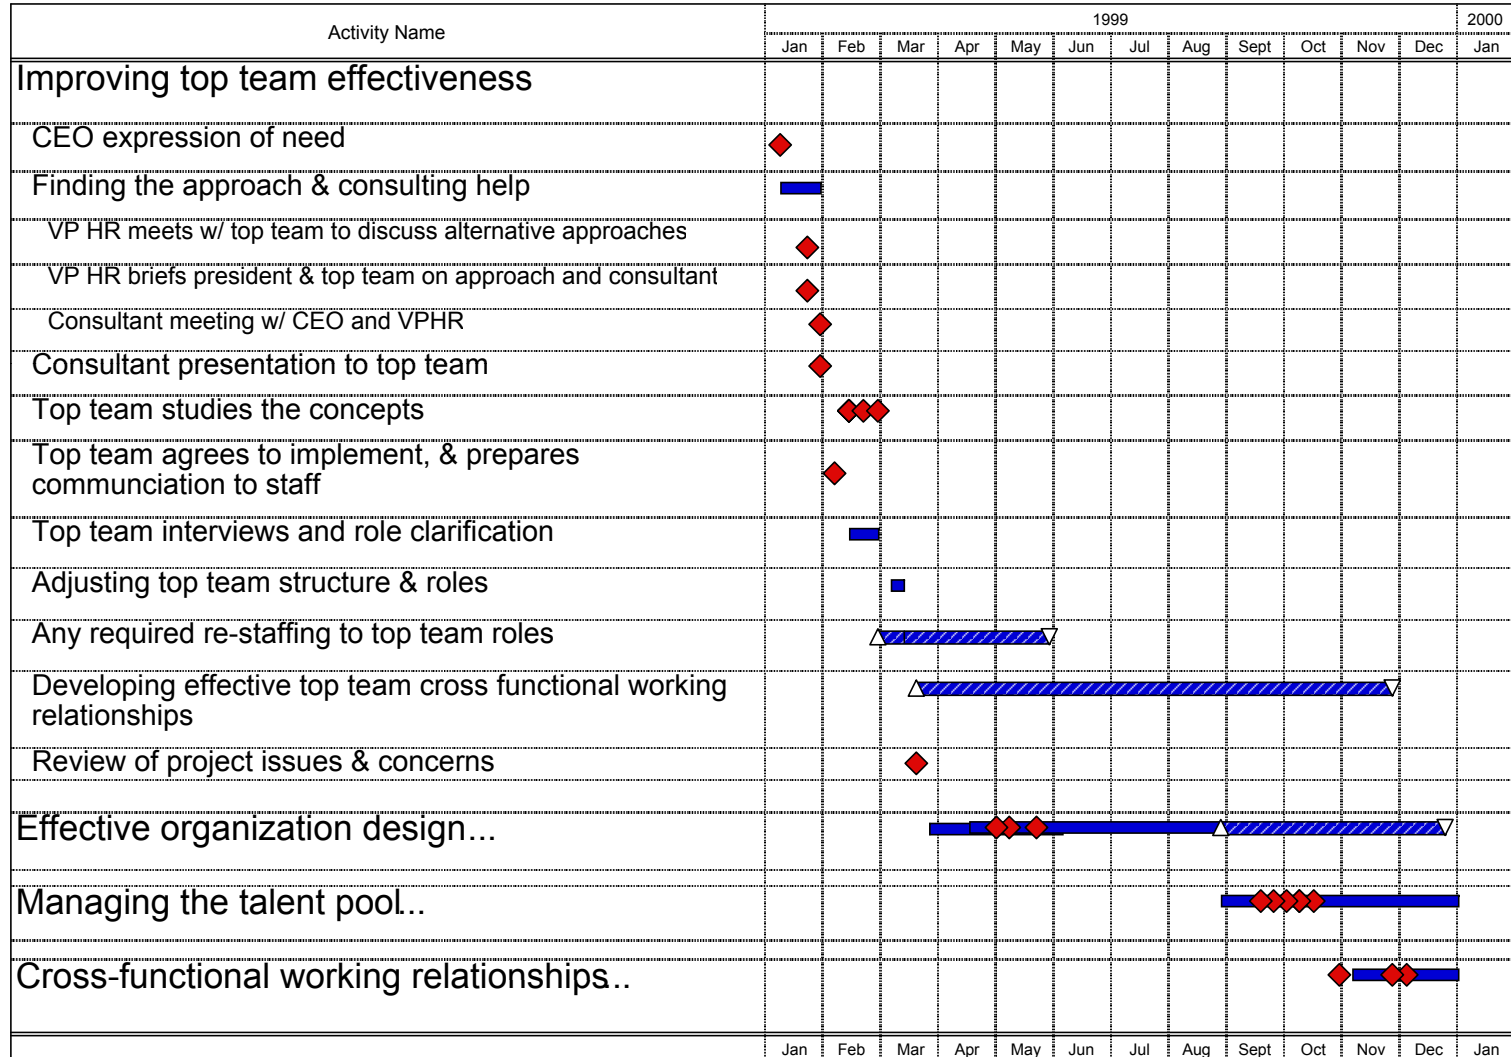 Activity Name
1999
2000
Jan Feb Mar Apr May Jun Jul Aug Sept Oct Nov Dec Jan
Improving top team effectiveness
CEO expression of need
Finding the approach & consulting help
VP HR meets w/ top team to discuss alternative approaches
VP HR briefs president & top team on approach and consultant
Consultant meeting w/ CEO and VPHR
Consultant presentation to top team
Top team studies the concepts
Top team agrees to implement, & prepares
communciation to staff
Top team interviews and role clarification
Adjusting top team structure & roles
Any required re-staffing to top team roles
Developing effective top team cross functional working
relationships
Review of project issues & concerns
Effective organization design...
Managing the talent pool...
Cross-functional working relationships...
Jan Feb Mar Apr May Jun Jul Aug Sept Oct Nov Dec Jan